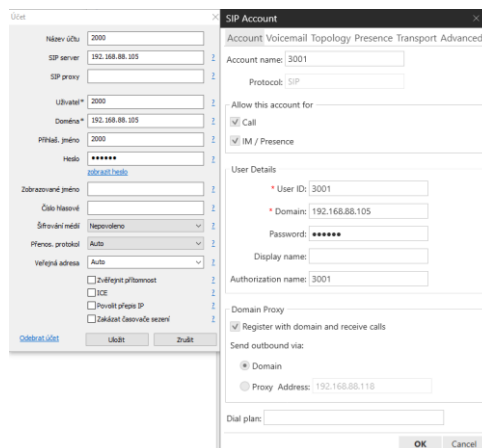 Účet
Název účtu 2000
SIP server 192.168.88.105 ?
SIP proxy ?
Uživatel* 2000 ?
Doména* 192.168.88.105 ?
Přihlaš. jméno 2000 ?
Heslo ●●●●●● ?
zobrazit heslo
Zobrazované jméno ?
Číslo hlasové ?
Šifrování médií Nepovoleno ?
Přenos. protokol Auto ?
Veřejná adresa Auto ?
Zvěřejnit přítomnost ?
ICE ?
Povolit přepis IP ?
Zakázat časovače sezení ?
Odebrat účet Uložit Zrušit
SIP Account
Account Voicemail Topology Presence Transport Advanced
Account name: 3001
Protocol: SIP
Allow this account for
Call
IM / Presence
User Details
* User ID: 3001
* Domain: 192.168.88.105
Password: ●●●●●●
Display name:
Authorization name: 3001
Domain Proxy
Register with domain and receive calls
Send outbound via:
Domain
Proxy Address: 192.168.88.118
Dial plan:
OK Cancel